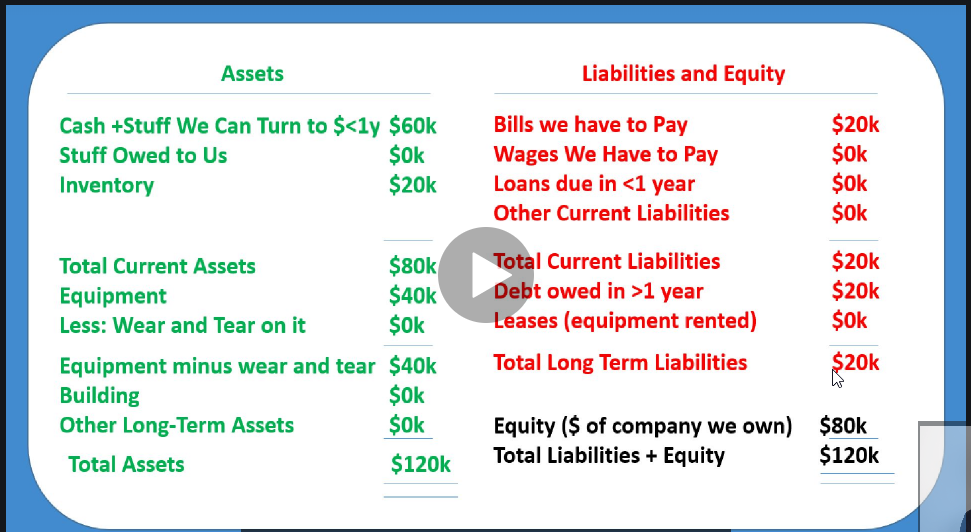 Assets
Cash +Stuff We Can Turn to $<1y $60k
Stuff Owed to Us $0k
Inventory $20k
Total Current Assets $80k
Equipment $40k
Less: Wear and Tear on it $0k
Equipment minus wear and tear $40k
Building $0k
Other Long-Term Assets $0k
Total Assets $120k
Liabilities and Equity
Bills we have to Pay $20k
Wages We Have to Pay $0k
Loans due in <1 year $0k
Other Current Liabilities $0k
Total Current Liabilities $20k
Debt owed in >1 year $20k
Leases (equipment rented) $0k
Total Long Term Liabilities $20k
Equity ($ of company we own) $80k
Total Liabilities + Equity $120k